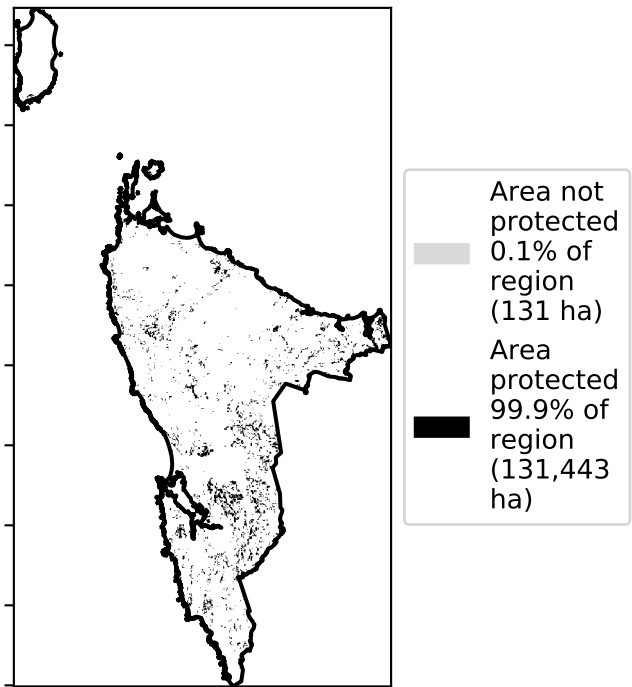 Area not
protected
0.1% of
region
(131 ha)
Area
protected
99.9% of
region
(131,443
ha)